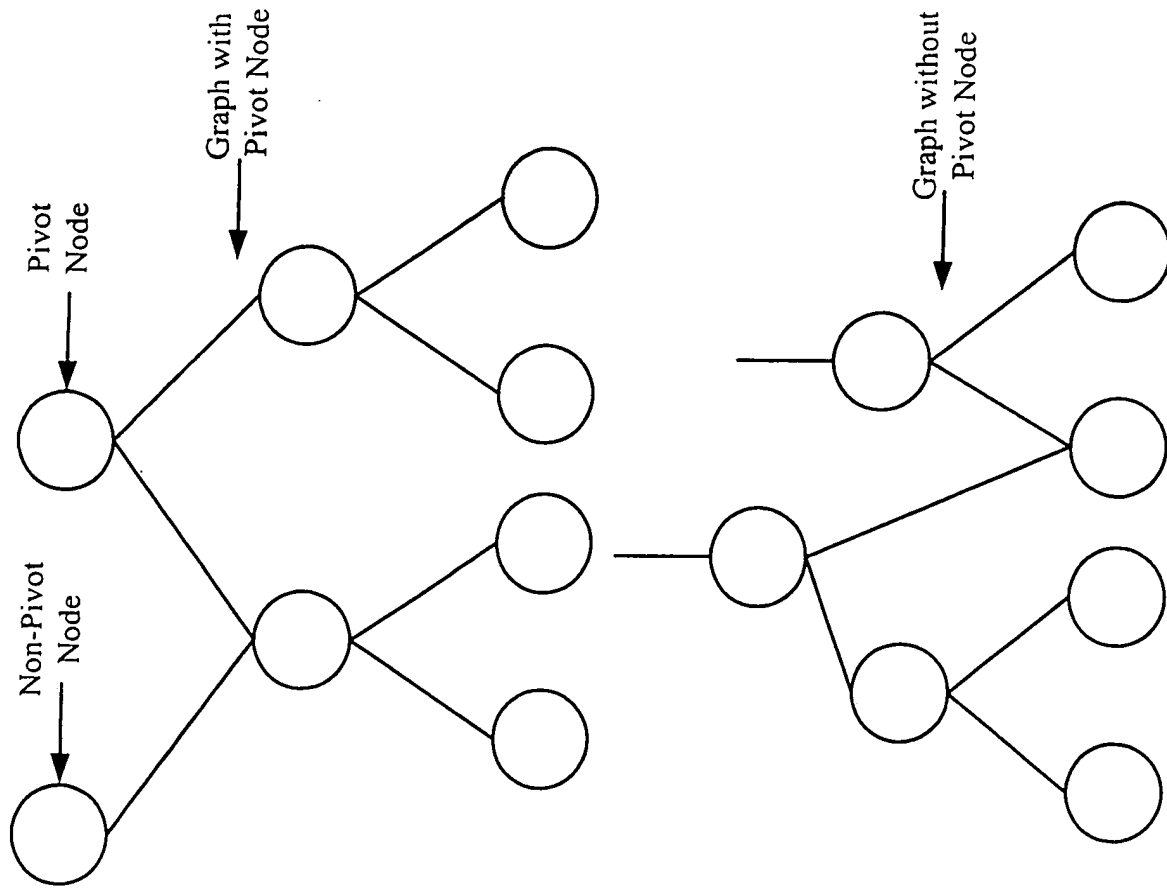 Non-Pivot
Node
Pivot
Node
Graph with
Pivot Node
Graph without
Pivot Node